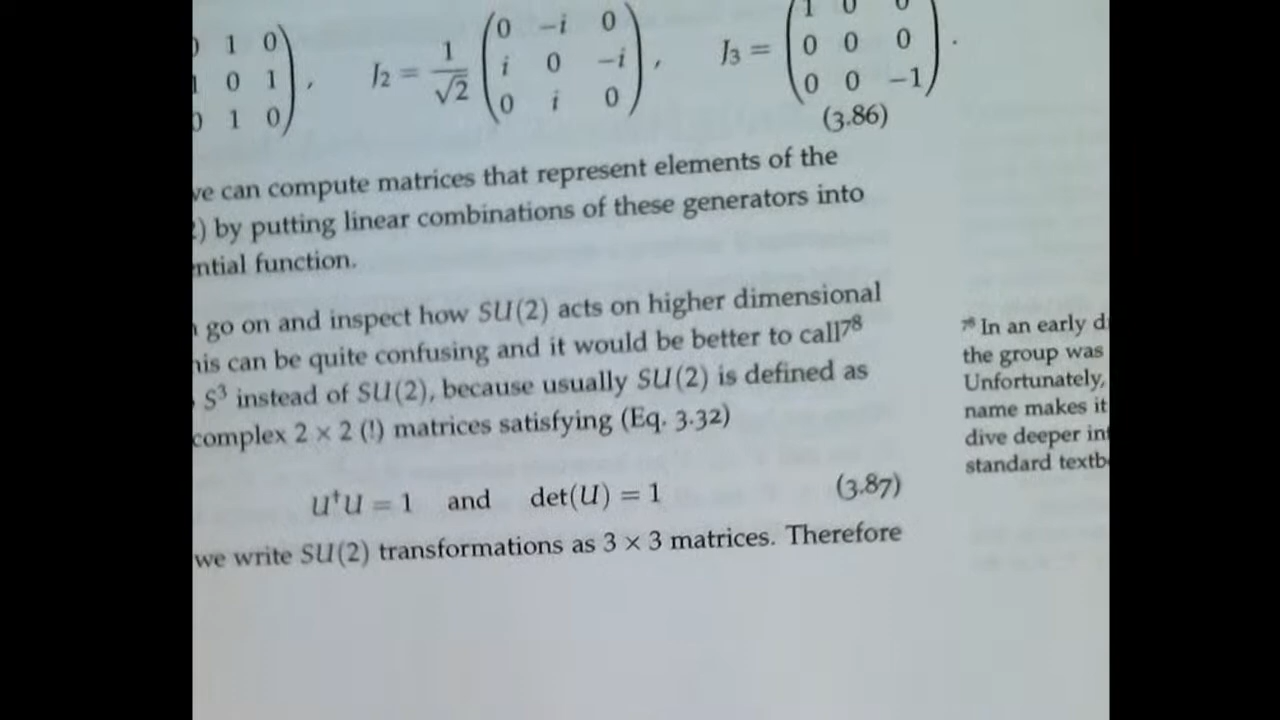 1 0
0 1
1 0 ,
J₂ = 1/√2 (0 −i 0
i 0 −i
0 i 0) ,
J₃ = (1 0 0
0 0 0
0 0 −1) .
(3.86)
can compute matrices that represent elements of the
) by putting linear combinations of these generators into
function.
go on and inspect how SU(2) acts on higher dimensional
can be quite confusing and it would be better to call⁷⁸
S³ instead of SU(2), because usually SU(2) is defined as
complex 2 × 2 (!) matrices satisfying (Eq. 3.32)
U†U = 1 and det(U) = 1 (3.87)
we write SU(2) transformations as 3 × 3 matrices. Therefore
⁷⁸ In an early
the group was
Unfortunately,
name makes it
dive deeper
standard